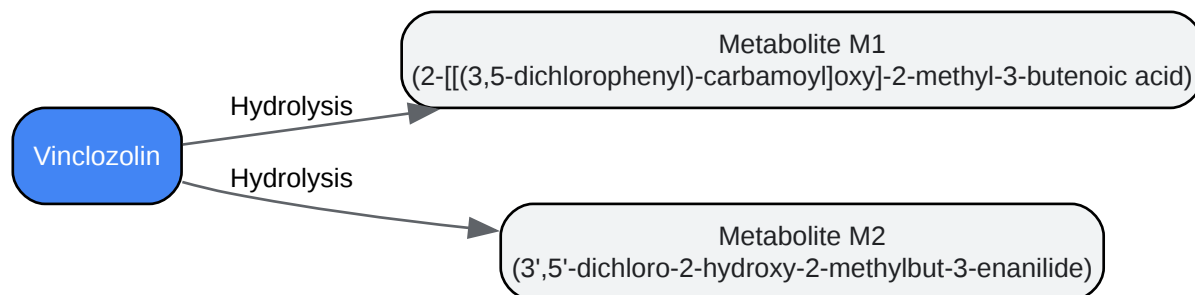 Metabolite M1
(2-[[(3,5-dichlorophenyl)-carbamoyl]oxy]-2-methyl-3-butenoic acid)
Hydrolysis
Vinclozolin
Hydrolysis
Metabolite M2
(3',5'-dichloro-2-hydroxy-2-methylbut-3-enanilide)